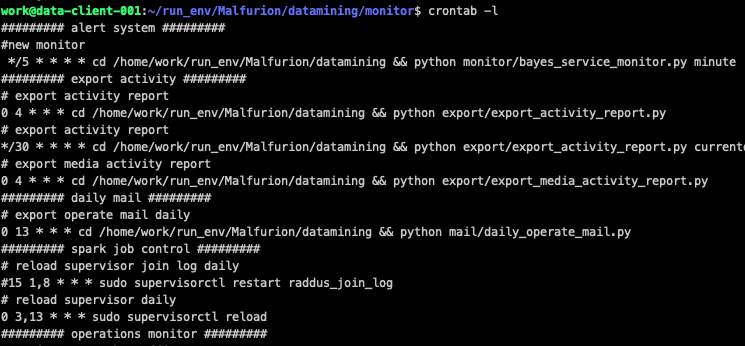 work@data-client-001:~/run_env/Malfurion/datamining/monitor$ crontab -l
######### alert system #########
#new monitor
 */5 * * * * cd /home/work/run_env/Malfurion/datamining && python monitor/bayes_service_monitor.py minute
######### export activity #########
# export activity report
0 4 * * * cd /home/work/run_env/Malfurion/datamining && python export/export_activity_report.py
# export activity report
*/30 * * * * cd /home/work/run_env/Malfurion/datamining && python export/export_activity_report.py current
# export media activity report
0 4 * * * cd /home/work/run_env/Malfurion/datamining && python export/export_media_activity_report.py
######### daily mail #########
# export operate mail daily
0 13 * * * cd /home/work/run_env/Malfurion/datamining && python mail/daily_operate_mail.py
######### spark job control #########
# reload supervisor join log daily
#15 1,8 * * * sudo supervisorctl restart raddus_join_log
# reload supervisor daily
0 3,13 * * * sudo supervisorctl reload
######### operations monitor #########